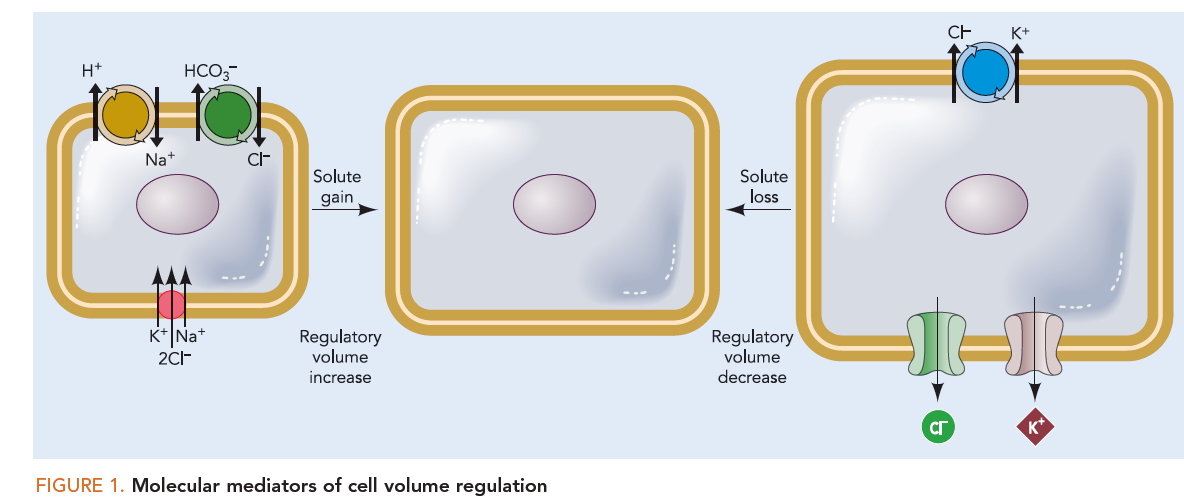 H+
HCO3−
Na+
Cl−
K+
Na+
2Cl−
Solute
gain
Regulatory
volume
increase
Solute
loss
Regulatory
volume
decrease
Cl−
K+
Cl−
K+
FIGURE 1. Molecular mediators of cell volume regulation